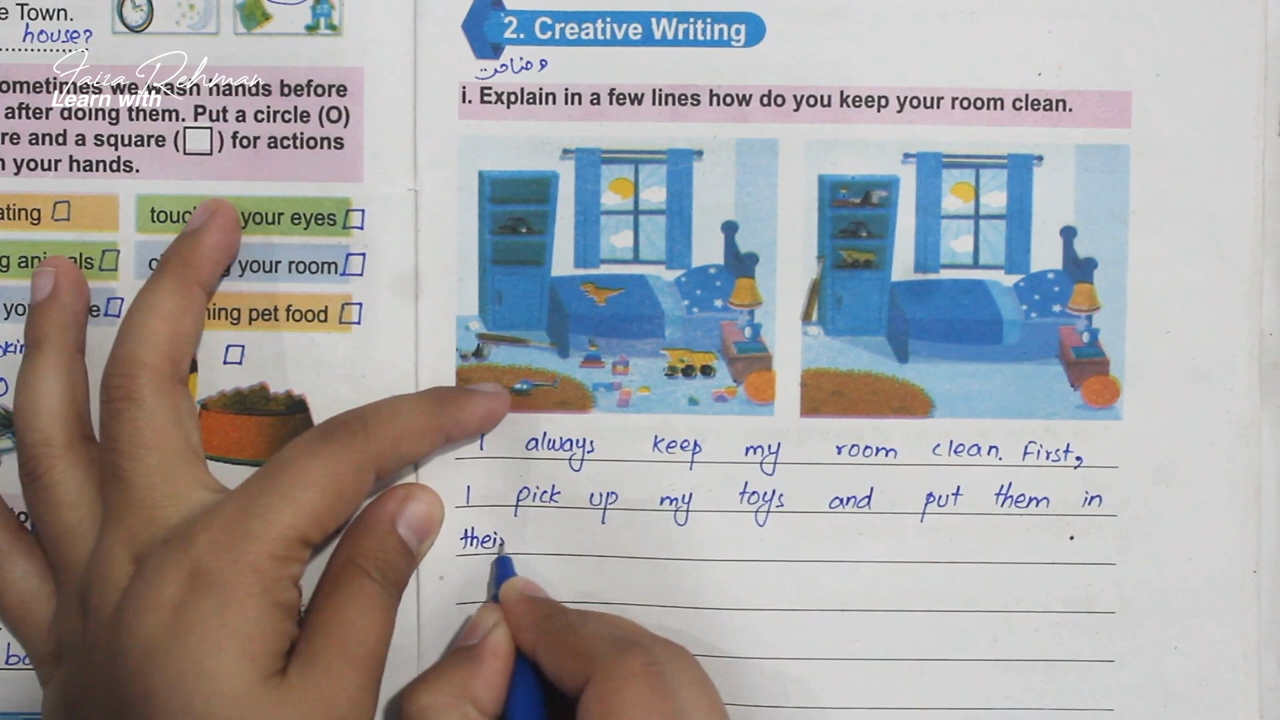 e Town.
house?
Faiza Rehman
Learn with
ometimes we wash hands before
after doing them. Put a circle (O)
re and a square ( ) for actions
your hands.
ating
your eyes
g animals
your room
ning pet food
2. Creative Writing
وضاحت
i. Explain in a few lines how do you keep your room clean.
I always keep my room clean. First,
I pick up my toys and put them in
thei